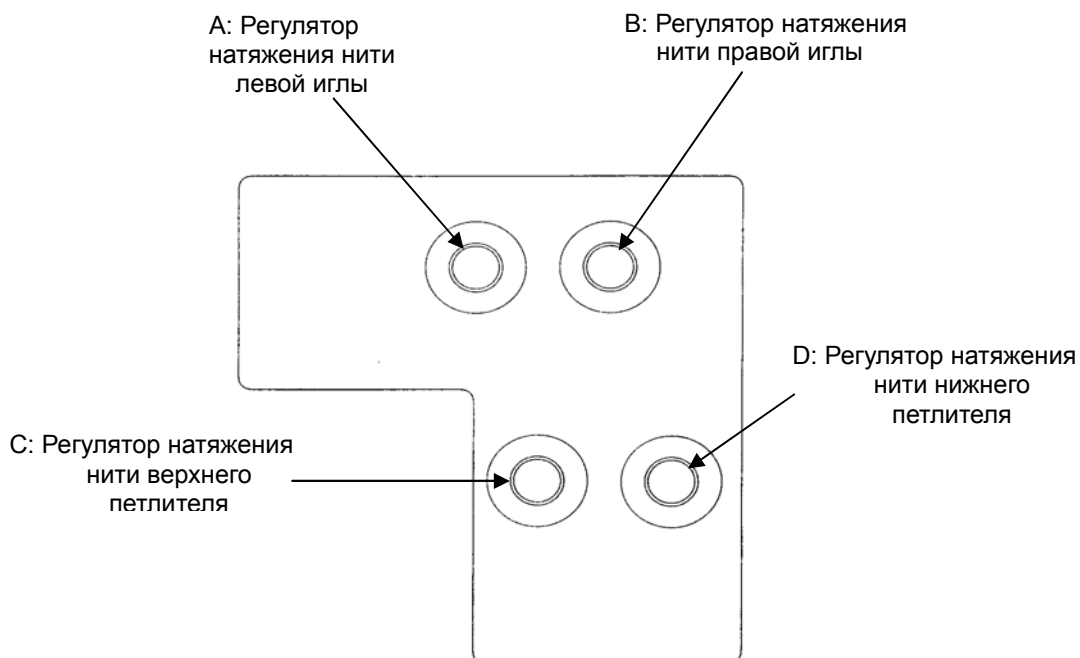 A: Регулятор
натяжения нити
левой иглы
B: Регулятор натяжения
нити правой иглы
D: Регулятор натяжения
нити нижнего
петлителя
C: Регулятор натяжения
нити верхнего
петлителя